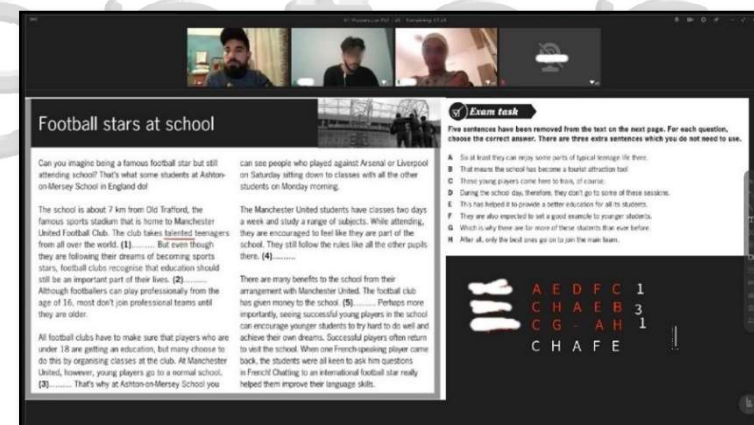 Football stars at school
Can you imagine being a famous football star but still
attending school? That's what some students at Ashton-
on-Mersey School in England do!
The school is about 7 km from Old Trafford, the
famous sports stadium that is home to Manchester
United Football Club. The club takes talented teenagers
from all over the world. (1).......... But even though
they are following their dreams of becoming sports
stars, football clubs recognise that education should
still be an important part of their lives. (2)..........
Although footballers can play professionally from the
age of 16, most don't join professional teams until
they are older.
All football clubs have to make sure that players who are
under 18 are getting an education, but many choose to
do this by organising classes at the club. At Manchester
United, however, young players go to a normal school.
(3).......... That's why at Ashton-on-Mersey School you
can see people who played against Arsenal or Liverpool
on Saturday sitting down to classes with all the other
students on Monday morning.
The Manchester United students have classes two days
a week and study a range of subjects. While attending,
they are encouraged to feel like they are part of the
school. They still follow the rules like all the other pupils
there. (4)..........
There are many benefits to the school from their
arrangement with Manchester United. The football club
has given money to the school. (5).......... Perhaps more
importantly, seeing successful young players in the school
can encourage younger students to try hard to do well and
achieve their own dreams. Successful players often return
to visit the school. When one French-speaking player came
back, the students were all keen to ask him questions
in French! Chatting to an international football star really
helped them improve their language skills.
Exam task
Five sentences have been removed from the text on the next page. For each question,
choose the correct answer. There are three extra sentences which you do not need to use.
A So at least they can enjoy some parts of typical teenage life there.
B That means the school has become a tourist attraction too!
C These young players come here to train, of course.
D During the school day, therefore, they don't go to some of these sessions.
E This has helped it to provide a better education for all its students.
F They are also expected to set a good example to younger students.
G Which is why there are far more of these students than ever before.
H After all, only the best ones go on to join the main team.
A E D F C 1
C H A E B 3
C G - A H 1
C H A F E